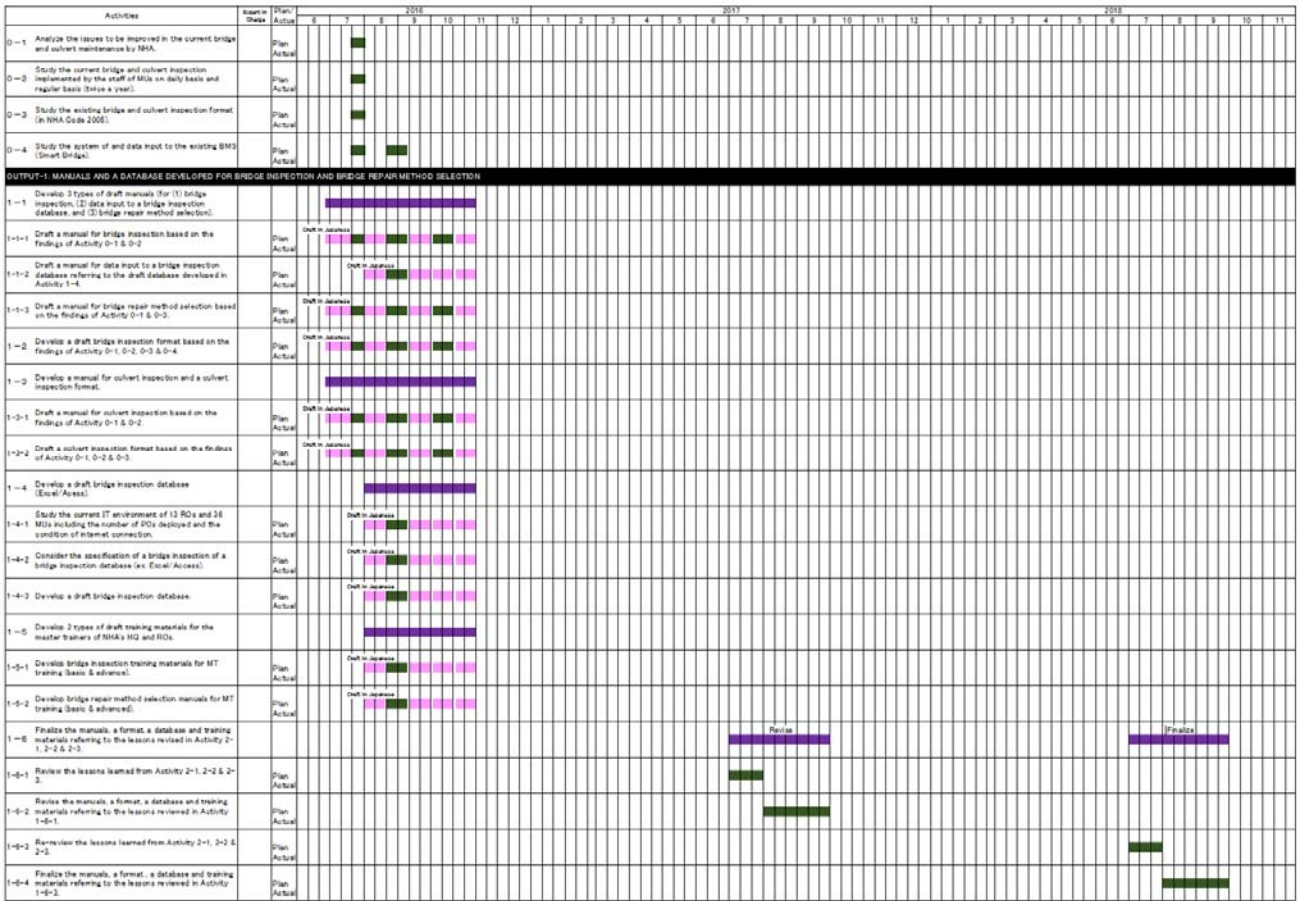 Activities
Expert in
Charge
Plan/
Actual
2016
2017
2018
6 7 8 9 10 11 12 1 2 3 4 5 6 7 8 9 10 11 12 1 2 3 4 5 6 7 8 9 10 11
0-1 Analyze the issues to be improved in the current bridge
and culvert maintenance by NHA.
Plan
Actual
0-2 Study the current bridge and culvert inspection
implemented by the staff of MUs on daily basis and
regular basis (twice a year).
Plan
Actual
0-3 Study the existing bridge and culvert inspection format
(in NHA Code 2005).
Plan
Actual
0-4 Study the system of and data input to the existing BMS
(Smart Bridge).
Plan
Actual
OUTPUT-1: MANUALS AND A DATABASE DEVELOPED FOR BRIDGE INSPECTION AND BRIDGE REPAIR METHOD SELECTION
1-1 Develop 3 types of draft manuals (for (1) bridge
inspection, (2) data input to a bridge inspection
database, and (3) bridge repair method selection).
1-1-1 Draft a manual for bridge inspection based on the
findings of Activity 0-1 & 0-2
Plan
Actual
Draft in Japanese
1-1-2 Draft a manual for data input to a bridge inspection
database referring to the draft database developed in
Activity 1-4.
Plan
Actual
Draft in Japanese
1-1-3 Draft a manual for bridge repair method selection based
on the findings of Activity 0-1 & 0-3.
Plan
Actual
Draft in Japanese
1-2 Develop a draft bridge inspection format based on the
findings of Activity 0-1, 0-2, 0-3 & 0-4.
Plan
Actual
Draft in Japanese
1-3 Develop a manual for culvert inspection and a culvert
inspection format.
1-3-1 Draft a manual for culvert inspection based on the
findings of Activity 0-1 & 0-2
Plan
Actual
Draft in Japanese
1-3-2 Draft a culvert inspection format based on the findings
of Activity 0-1, 0-2 & 0-3.
Plan
Actual
Draft in Japanese
1-4 Develop a draft bridge inspection database
(Excel/Acess).
1-4-1 Study the current IT environment of 13 ROs and 36
MUs including the number of PCs deployed and the
condition of internet connection.
Plan
Actual
Draft in Japanese
1-4-2 Consider the specification of a bridge inspection of a
bridge inspection database (ex: Excel/Access).
Plan
Actual
Draft in Japanese
1-4-3 Develop a draft bridge inspection database.
Plan
Actual
Draft in Japanese
1-5 Develop 2 types of draft training materials for the
master trainers of NHA's HQ and ROs.
1-5-1 Develop bridge inspection training materials for MT
training (basic & advance).
Plan
Actual
Draft in Japanese
1-5-2 Develop bridge repair method selection manuals for MT
training (basic & advanced).
Plan
Actual
Draft in Japanese
1-6 Finalize the manuals, a format, a database and training
materials referring to the lessons revised in Activity 2-
1, 2-2 & 2-3.
Revise
Finalize
1-6-1 Review the lessons learned from Activity 2-1, 2-2 & 2-
3.
Plan
Actual
1-6-2 Revise the manuals, a format, a database and training
materials referring to the lessons reviewed in Activity
1-6-1.
Plan
Actual
1-6-3 Re-review the lessons learned from Activity 2-1, 2-2 &
2-3.
Plan
Actual
1-6-4 Finalize the manuals, a format, a database and training
materials referring to the lessons reviewed in Activity
1-6-3.
Plan
Actual